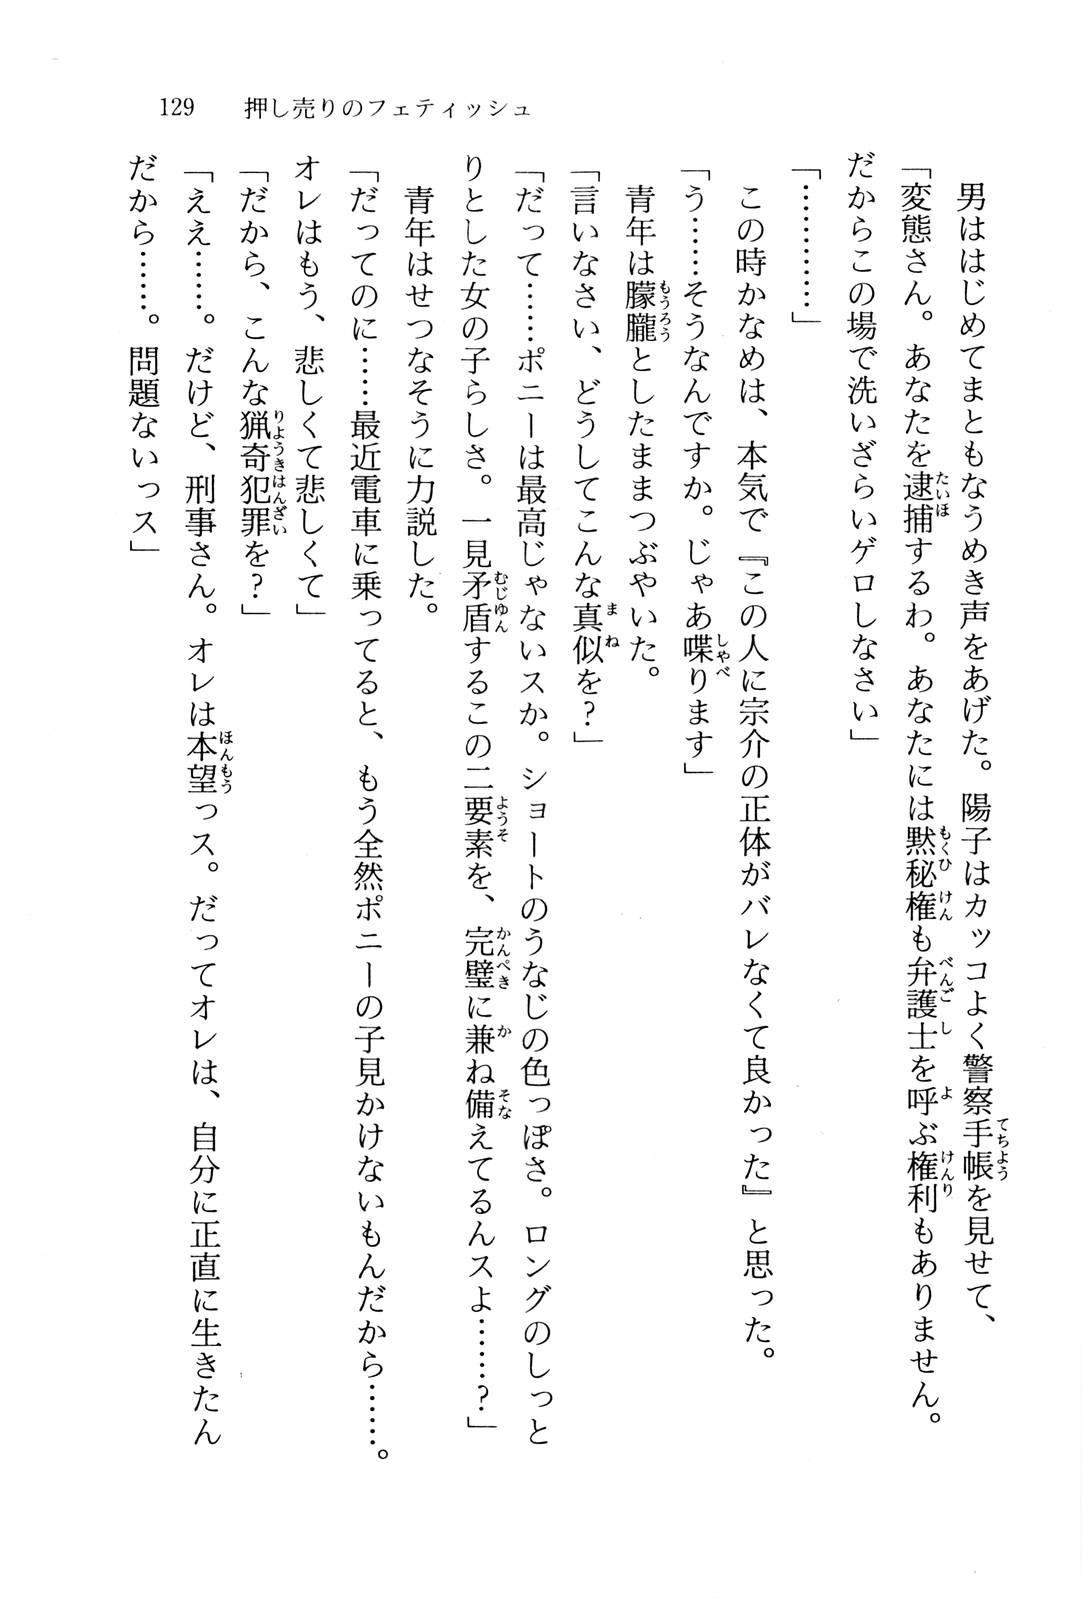 129　押し売りのフェティッシュ
　男ははじめてまともなうめき声をあげた。陽子はカッコよく警察手帳を見せて、
「変態さん。あなたを逮捕するわ。あなたには黙秘権も弁護士を呼ぶ権利もありません。
だからこの場で洗いざらいゲロしなさい」
「…………」
　この時かなめは、本気で『この人に宗介の正体がバレなくて良かった』と思った。
「う……そうなんですか。じゃあ喋ります」
　青年は朦朧としたままつぶやいた。
「言いなさい、どうしてこんな真似を？」
「だって……ポニーは最高じゃないスか。ショートのうなじの色っぽさ。ロングのしっと
りとした女の子らしさ。一見矛盾するこの二要素を、完璧に兼ね備えてるんスよ……？」
　青年はせつなそうに力説した。
「だってのに……最近電車に乗ってると、もう全然ポニーの子見かけないもんだから……。
オレはもう、悲しくて悲しくて」
「だから、こんな猟奇犯罪を？」
「ええ……。だけど、刑事さん。オレは本望っス。だってオレは、自分に正直に生きたん
だから……。問題ないっス」